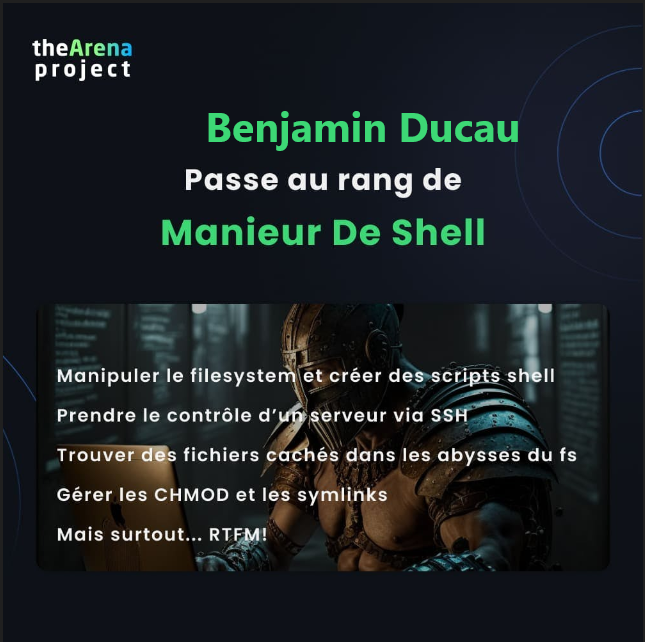 theArena
project
Benjamin Ducau
Passe au rang de
Manieur De Shell
Manipuler le filesystem et créer des scripts shell
Prendre le contrôle d’un serveur via SSH
Trouver des fichiers cachés dans les abysses du fs
Gérer les CHMOD et les symlinks
Mais surtout... RTFM!